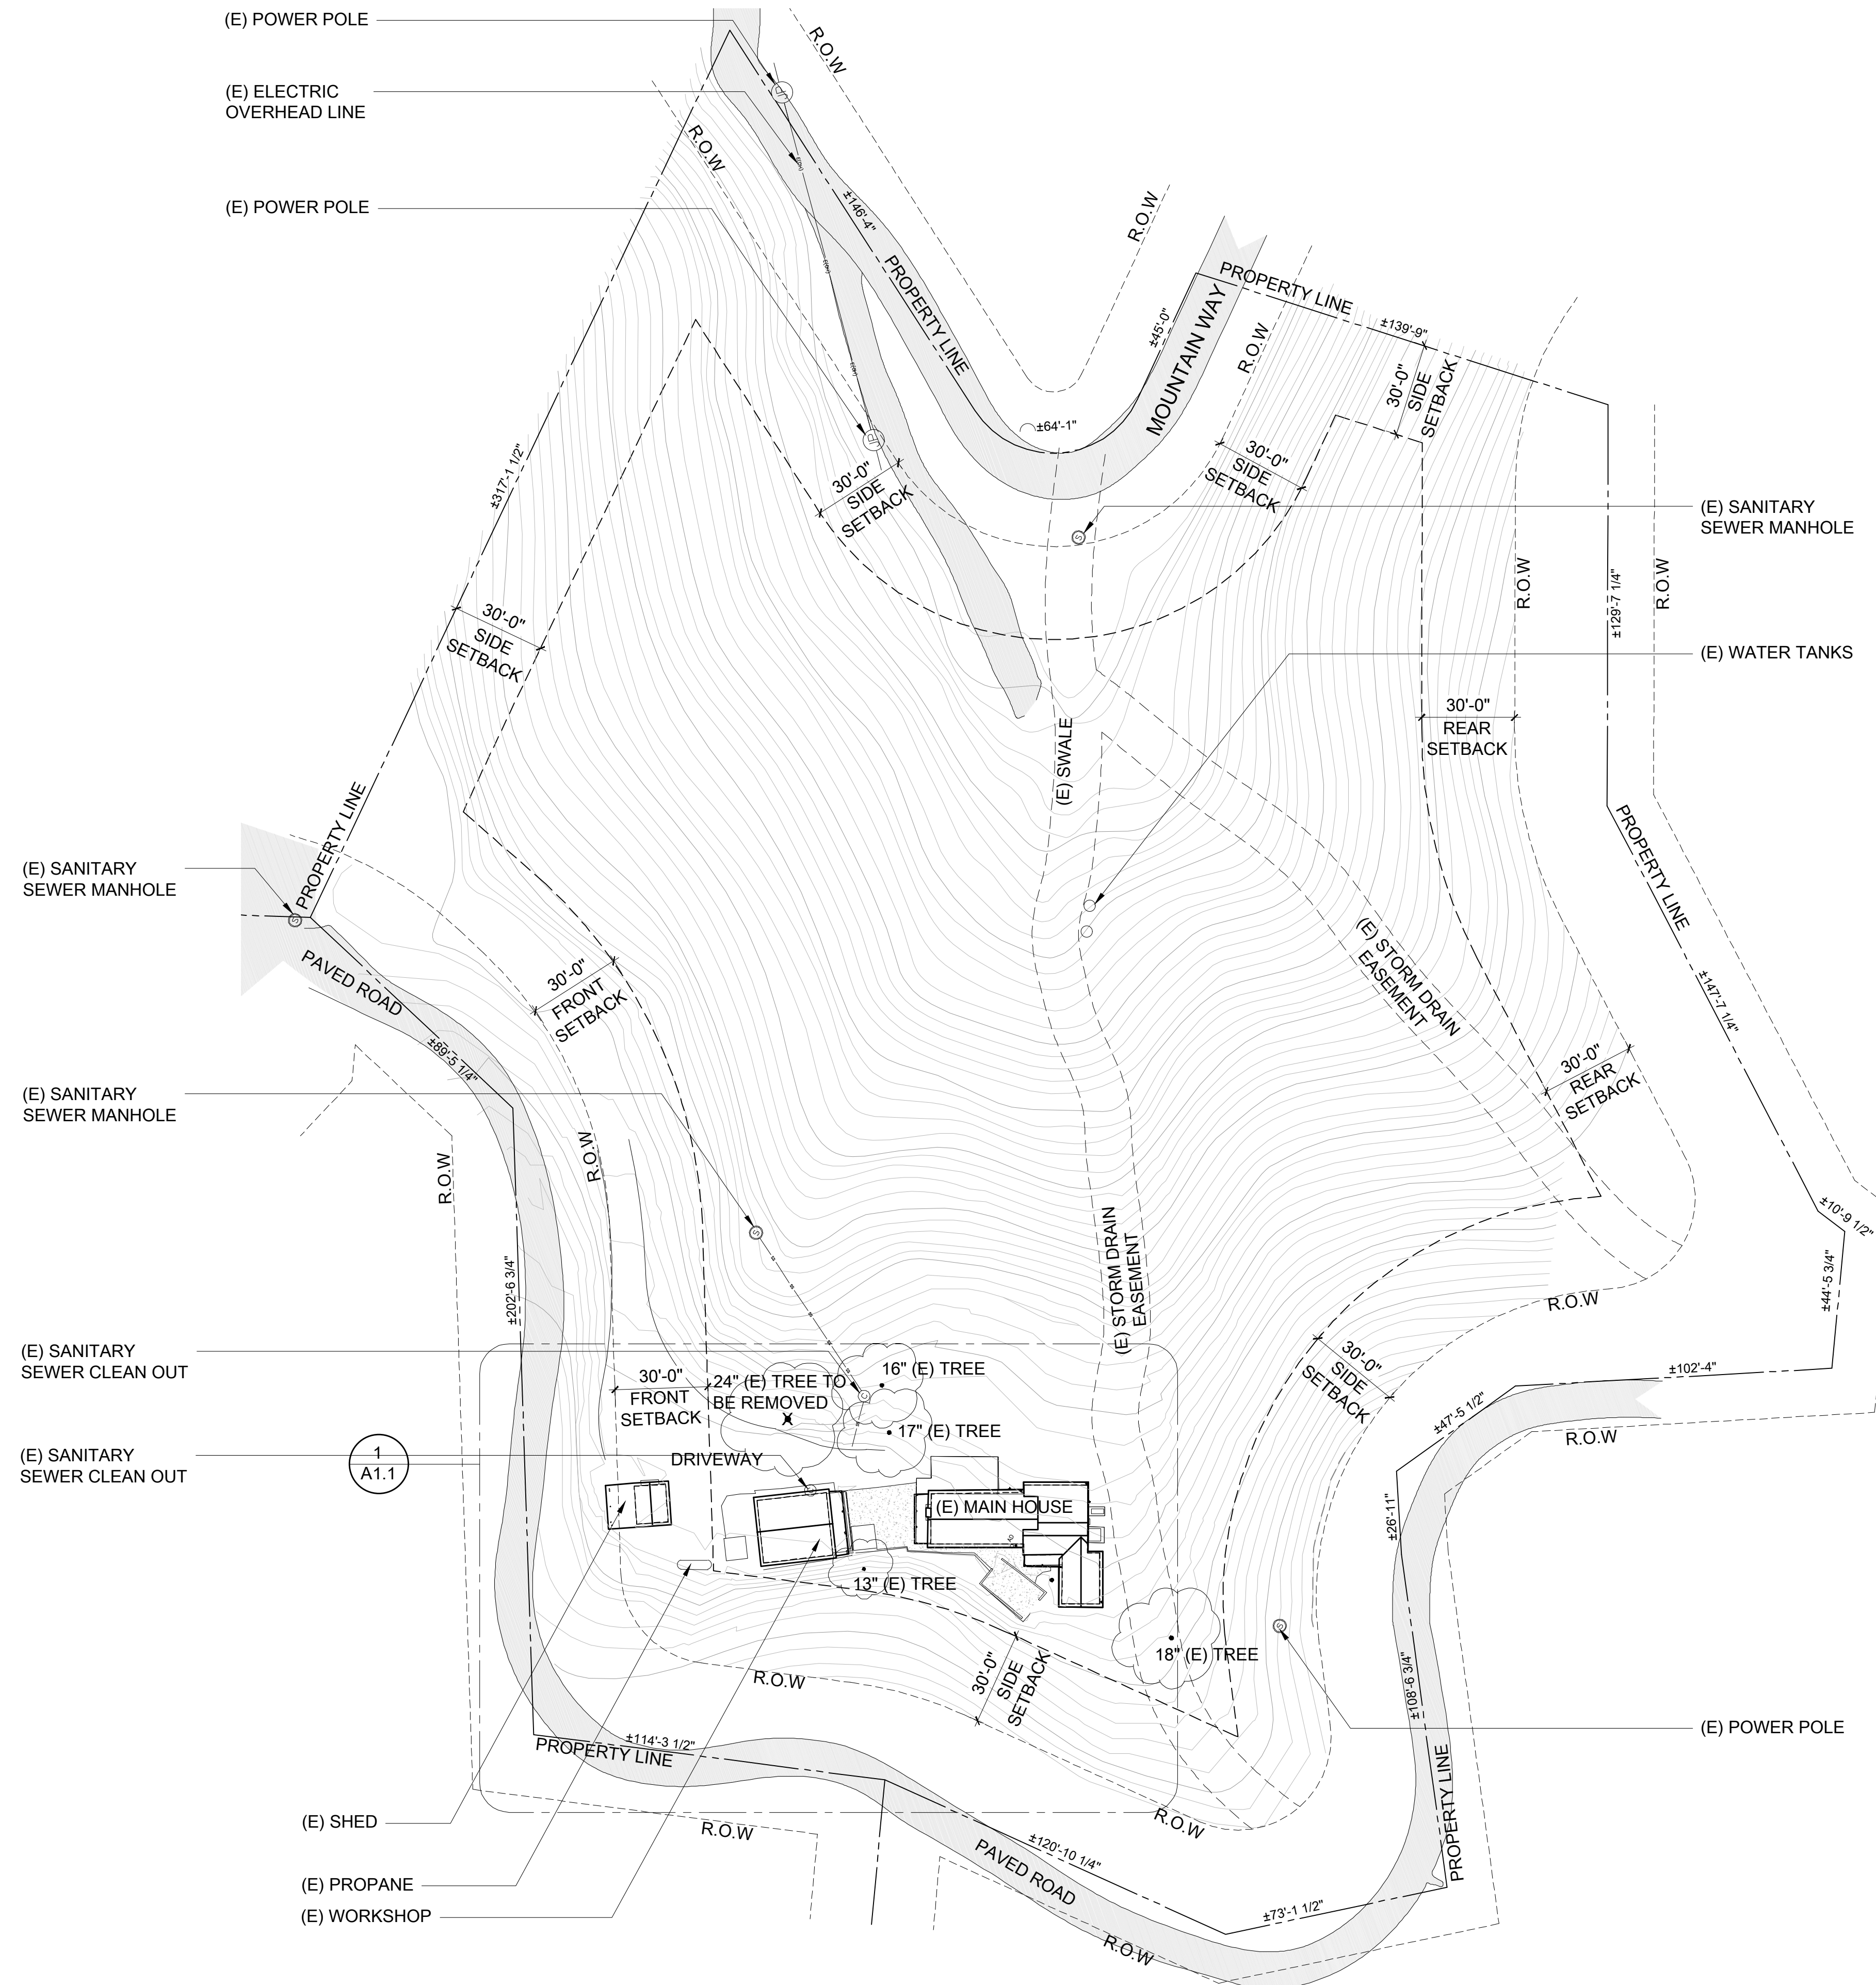 (E) POWER POLE
R.O.W
(E) ELECTRIC
OVERHEAD LINE
R.O.W
(E) POWER POLE
±146'-4"
R.O.W
PROPERTY LINE
PROPERTY LINE
±45'-0"
MOUNTAIN WAY
R.O.W
±139'-9"
30'-0"
SIDE
SETBACK
±64'-1"
JP
JP
±317'-1 1/2"
30'-0"
SIDE
SETBACK
30'-0"
SIDE
SETBACK
(E) SANITARY
SEWER MANHOLE
S
R.O.W
±129'-7 1/4"
R.O.W
30'-0"
SIDE
SETBACK
(E) WATER TANKS
30'-0"
REAR
SETBACK
(E) SWALE
PROPERTY LINE
PROPERTY LINE
(E) SANITARY
SEWER MANHOLE
S
PAVED ROAD
30'-0"
FRONT
SETBACK
(E) STORM DRAIN
EASEMENT
±147'-7 1/4"
±89'-5 1/4"
30'-0"
REAR
SETBACK
(E) SANITARY
SEWER MANHOLE
S
R.O.W
R.O.W
±10'-9 1/2"
±202'-6 3/4"
(E) STORM DRAIN
EASEMENT
±44'-5 3/4"
R.O.W
(E) SANITARY
SEWER CLEAN OUT
30'-0"
FRONT
SETBACK
24" (E) TREE TO
BE REMOVED
16" (E) TREE
C
30'-0"
SIDE
SETBACK
±102'-4"
±47'-5 1/2"
17" (E) TREE
R.O.W
(E) SANITARY
SEWER CLEAN OUT
1
A1.1
DRIVEWAY
(E) MAIN HOUSE
±26'-11"
13" (E) TREE
18" (E) TREE
S
30'-0"
SIDE
SETBACK
R.O.W
±108'-6 3/4"
(E) POWER POLE
±114'-3 1/2"
PROPERTY LINE
PROPERTY LINE
(E) SHED
R.O.W
R.O.W
±120'-10 1/4"
PAVED ROAD
(E) PROPANE
(E) WORKSHOP
±73'-1 1/2"
R.O.W